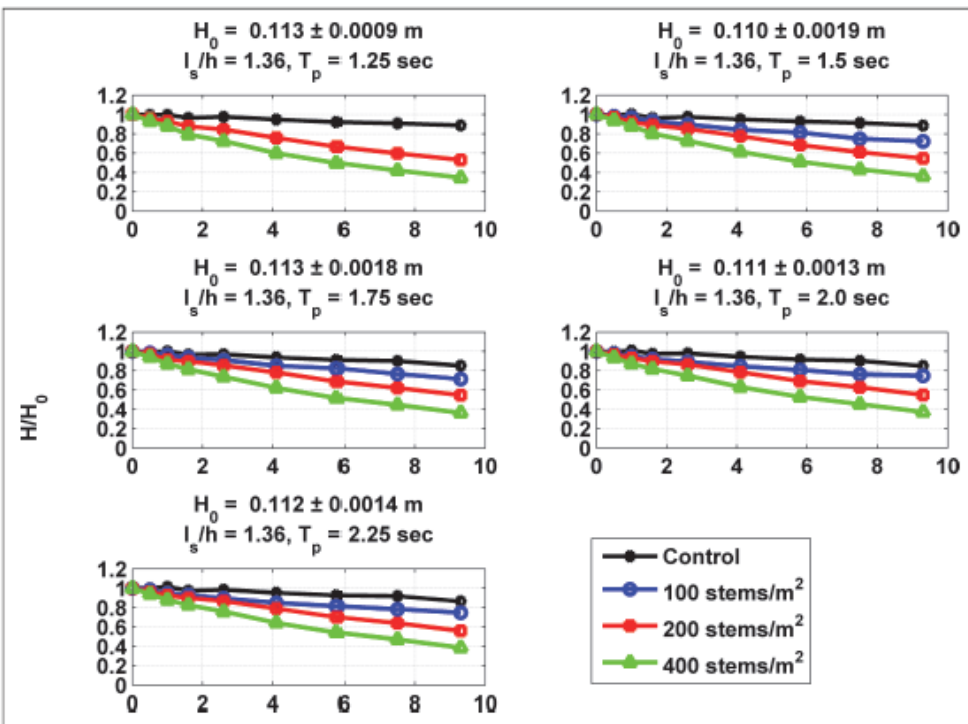 H0 = 0.113 ± 0.0009 m
ls/h = 1.36, Tp = 1.25 sec
1.2
1
0.8
0.6
0.4
0.2
0
0 2 4 6 8 10
H0 = 0.110 ± 0.0019 m
ls/h = 1.36, Tp = 1.5 sec
1.2
1
0.8
0.6
0.4
0.2
0
0 2 4 6 8 10
H0 = 0.113 ± 0.0018 m
ls/h = 1.36, Tp = 1.75 sec
1.2
1
0.8
0.6
0.4
0.2
0
0 2 4 6 8 10
H0 = 0.111 ± 0.0013 m
ls/h = 1.36, Tp = 2.0 sec
1.2
1
0.8
0.6
0.4
0.2
0
0 2 4 6 8 10
H/H0
H0 = 0.112 ± 0.0014 m
ls/h = 1.36, Tp = 2.25 sec
1.2
1
0.8
0.6
0.4
0.2
0
0 2 4 6 8 10
Control
100 stems/m²
200 stems/m²
400 stems/m²